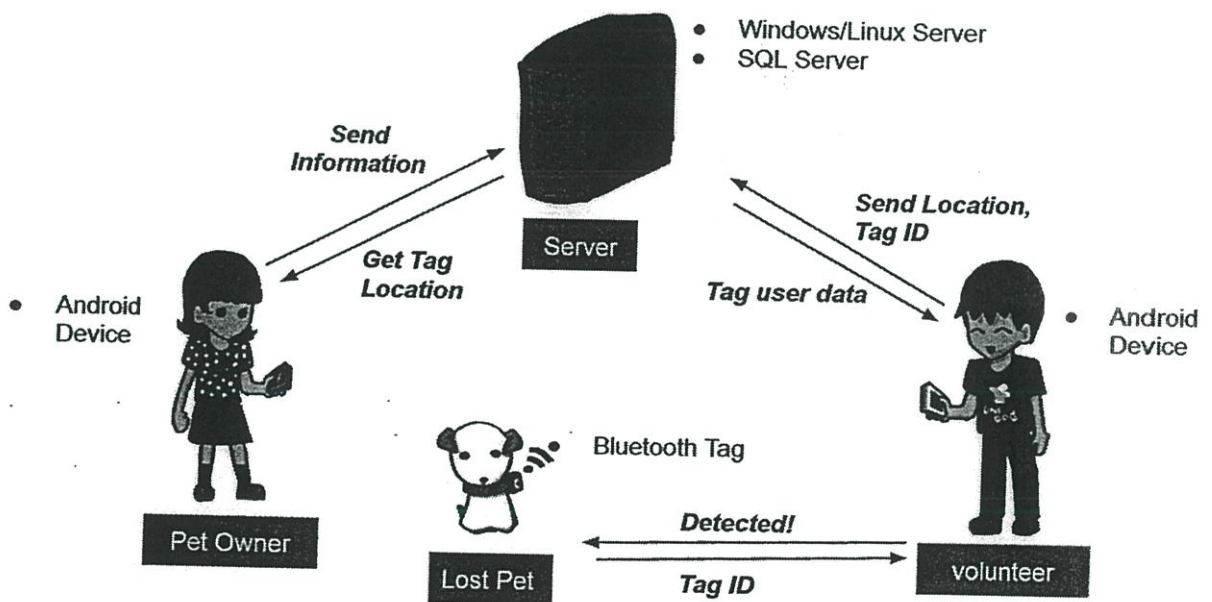 Windows/Linux Server
SQL Server
Send
Information
Server
Get Tag
Location
Send Location,
Tag ID
Tag user data
Android
Device
Android
Device
Bluetooth Tag
Pet Owner
Lost Pet
Detected!
Tag ID
volunteer